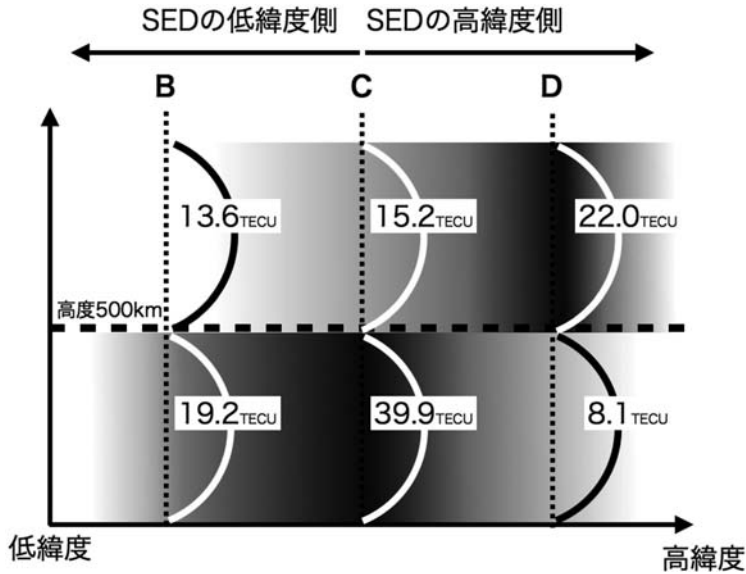 SEDの低緯度側 SEDの高緯度側
B C D
13.6TECU 15.2TECU 22.0TECU
高度500km
19.2TECU 39.9TECU 8.1TECU
低緯度 高緯度